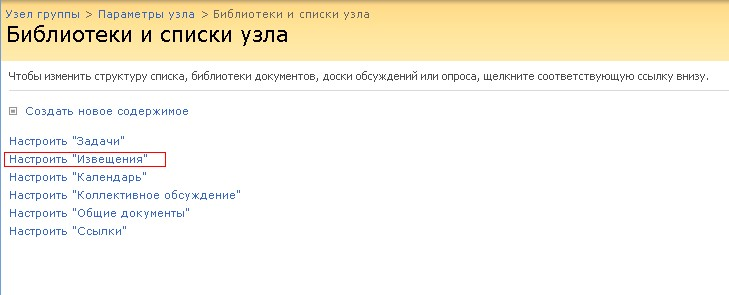 Узел группы > Параметры узла > Библиотеки и списки узла
Библиотеки и списки узла
Чтобы изменить структуру списка, библиотеки документов, доски обсуждений или опроса, щелкните соответствующую ссылку внизу.
Создать новое содержимое
Настроить "Задачи"
Настроить "Извещения"
Настроить "Календарь"
Настроить "Коллективное обсуждение"
Настроить "Общие документы"
Настроить "Ссылки"